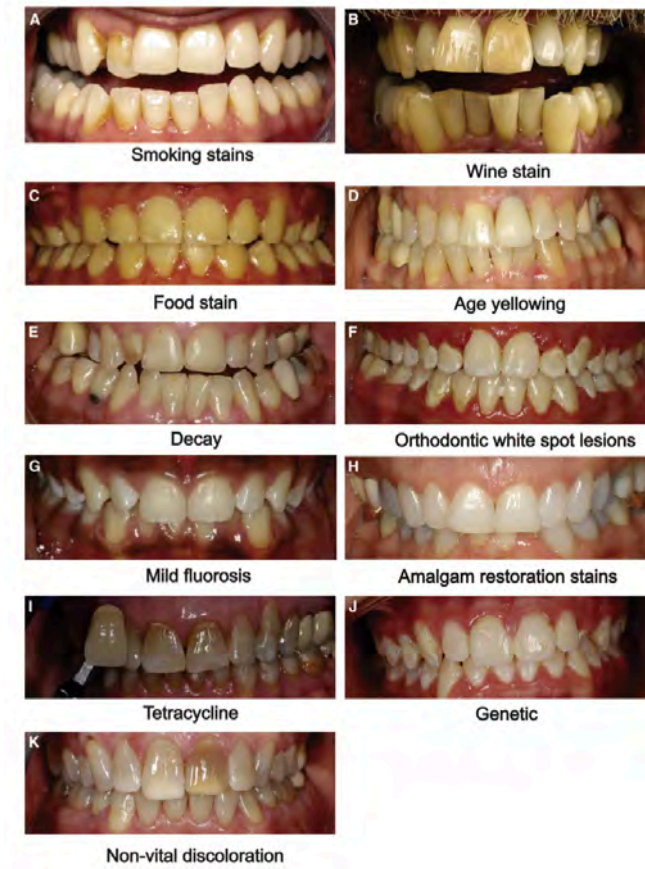 A
B
Smoking stains
Wine stain
C
D
Food stain
Age yellowing
E
F
Decay
Orthodontic white spot lesions
G
H
Mild fluorosis
Amalgam restoration stains
I
J
Tetracycline
Genetic
K
Non-vital discoloration